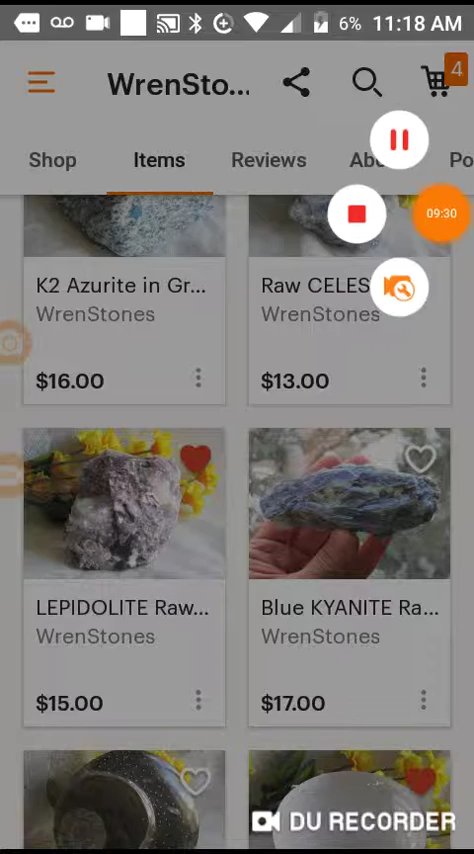 6% 11:18 AM
WrenSto... 4
Shop Items Reviews Abo Po
09:30
K2 Azurite in Gr... Raw CELES
WrenStones WrenStones
$16.00 $13.00
LEPIDOLITE Raw... Blue KYANITE Ra...
WrenStones WrenStones
$15.00 $17.00
DU RECORDER